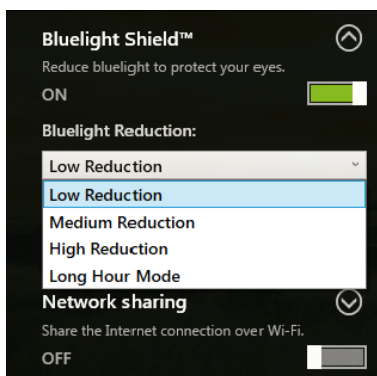 Bluelight Shield™
Reduce bluelight to protect your eyes.
ON
Bluelight Reduction:
Low Reduction
Low Reduction
Medium Reduction
High Reduction
Long Hour Mode
Network sharing
Share the Internet connection over Wi-Fi.
OFF